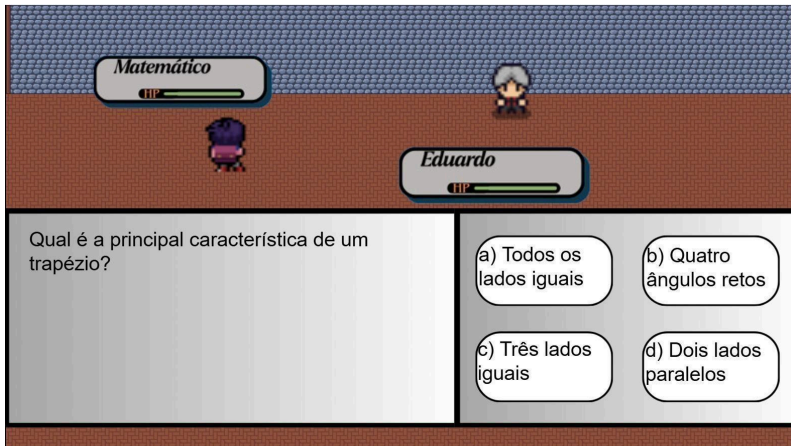 Matemático
HP
Eduardo
HP
Qual é a principal característica de um
trapézio?
a) Todos os
lados iguais
b) Quatro
ângulos retos
c) Três lados
iguais
d) Dois lados
paralelos